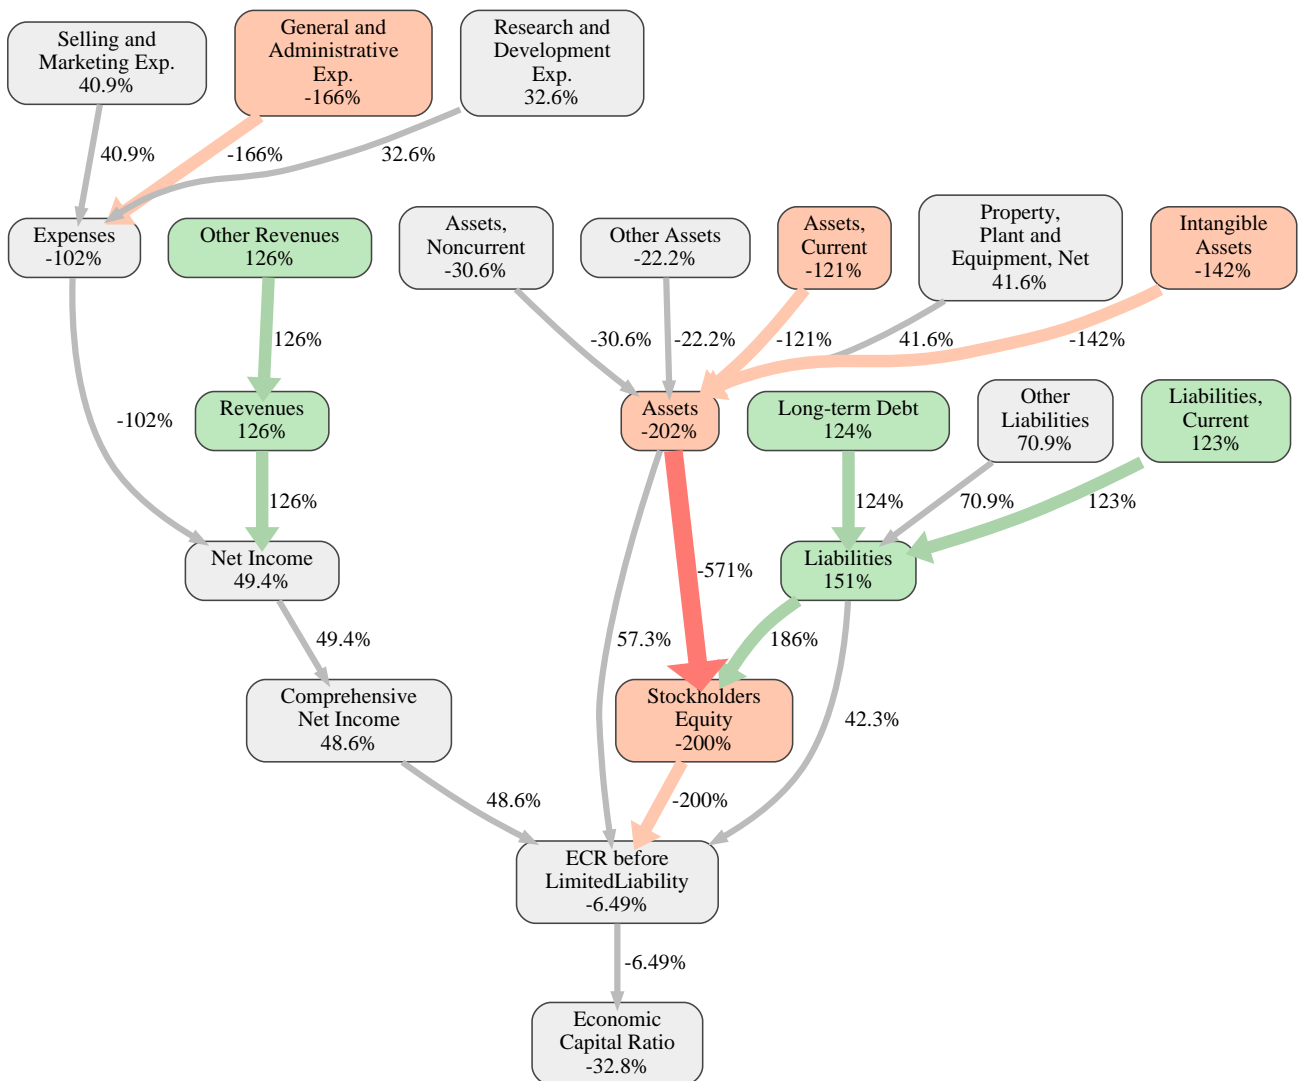 Selling and
Marketing Exp.
40.9%
General and
Administrative
Exp.
-166%
Research and
Development
Exp.
32.6%
40.9%
-166%
32.6%
Expenses
-102%
Other Revenues
126%
Assets,
Noncurrent
-30.6%
Other Assets
-22.2%
Assets,
Current
-121%
Property,
Plant and
Equipment, Net
41.6%
Intangible
Assets
-142%
126%
-30.6%
-22.2%
-121%
41.6%
-142%
-102%
Revenues
126%
Assets
-202%
Long-term Debt
124%
Other
Liabilities
70.9%
Liabilities,
Current
123%
126%
124%
70.9%
123%
Net Income
49.4%
-571%
Liabilities
151%
49.4%
57.3%
186%
Comprehensive
Net Income
48.6%
Stockholders
Equity
-200%
42.3%
48.6%
-200%
ECR before
LimitedLiability
-6.49%
-6.49%
Economic
Capital Ratio
-32.8%